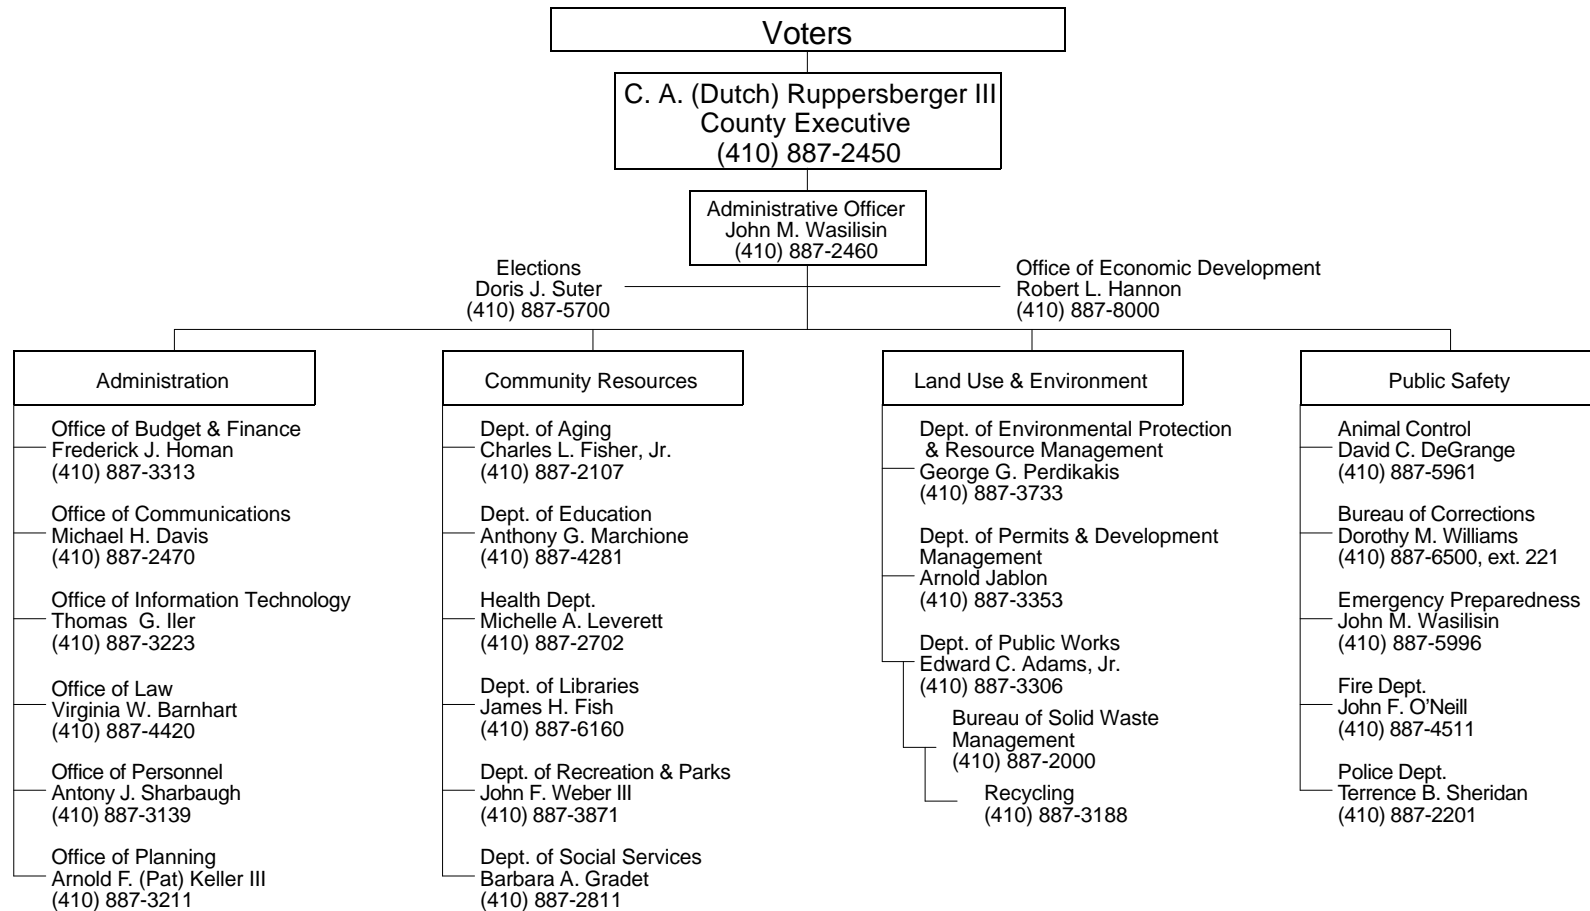 Voters
C. A. (Dutch) Ruppersberger III
County Executive
(410) 887-2450
Administrative Officer
John M. Wasilisin
(410) 887-2460
Elections
Doris J. Suter
(410) 887-5700
Office of Economic Development
Robert L. Hannon
(410) 887-8000
Administration
Office of Budget & Finance
Frederick J. Homan
(410) 887-3313
Office of Communications
Michael H. Davis
(410) 887-2470
Office of Information Technology
Thomas G. Iler
(410) 887-3223
Office of Law
Virginia W. Barnhart
(410) 887-4420
Office of Personnel
Antony J. Sharbaugh
(410) 887-3139
Office of Planning
Arnold F. (Pat) Keller III
(410) 887-3211
Community Resources
Dept. of Aging
Charles L. Fisher, Jr.
(410) 887-2107
Dept. of Education
Anthony G. Marchione
(410) 887-4281
Health Dept.
Michelle A. Leverett
(410) 887-2702
Dept. of Libraries
James H. Fish
(410) 887-6160
Dept. of Recreation & Parks
John F. Weber III
(410) 887-3871
Dept. of Social Services
Barbara A. Gradet
(410) 887-2811
Land Use & Environment
Dept. of Environmental Protection
& Resource Management
George G. Perdikakis
(410) 887-3733
Dept. of Permits & Development
Management
Arnold Jablon
(410) 887-3353
Dept. of Public Works
Edward C. Adams, Jr.
(410) 887-3306
Bureau of Solid Waste
Management
(410) 887-2000
Recycling
(410) 887-3188
Public Safety
Animal Control
David C. DeGrange
(410) 887-5961
Bureau of Corrections
Dorothy M. Williams
(410) 887-6500, ext. 221
Emergency Preparedness
John M. Wasilisin
(410) 887-5996
Fire Dept.
John F. O’Neill
(410) 887-4511
Police Dept.
Terrence B. Sheridan
(410) 887-2201